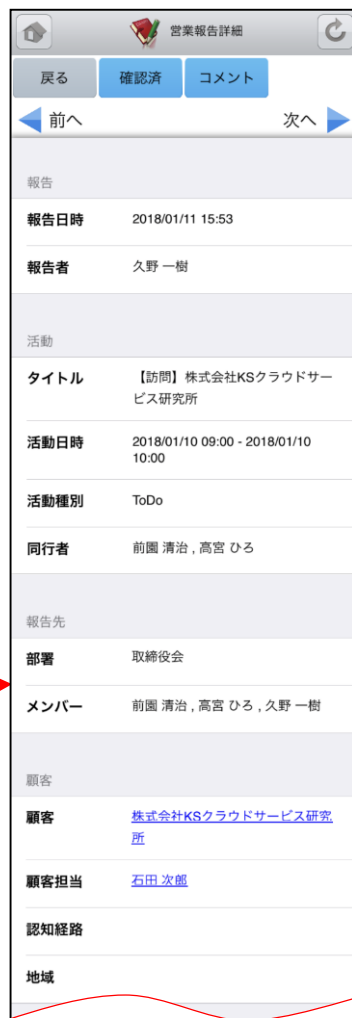 営業報告詳細
戻る 確認済 コメント
前へ 次へ
報告
報告日時 2018/01/11 15:53
報告者 久野 一樹
活動
タイトル 【訪問】株式会社KSクラウドサー
ビス研究所
活動日時 2018/01/10 09:00 - 2018/01/10
10:00
活動種別 ToDo
同行者 前園 清治 , 高宮 ひろ
報告先
部署 取締役会
メンバー 前園 清治 , 高宮 ひろ , 久野 一樹
顧客
顧客 株式会社KSクラウドサービス研究
所
顧客担当 石田 次郎
認知経路
地域